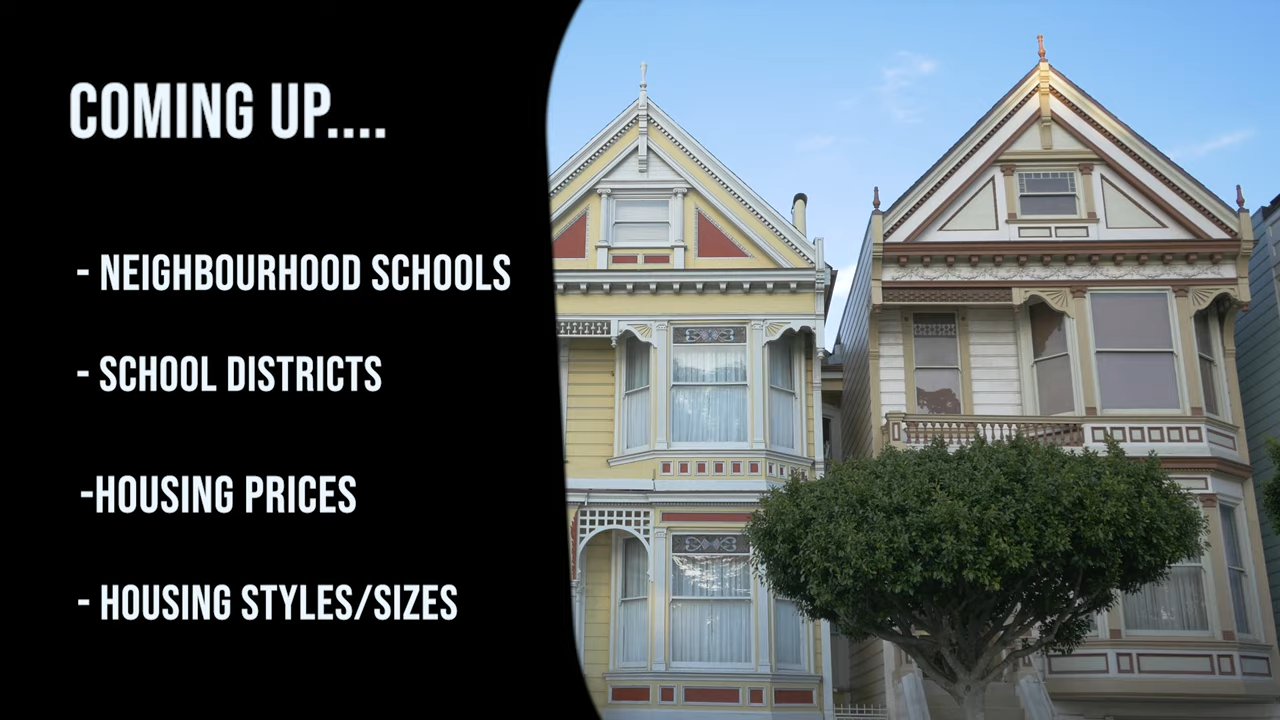 COMING UP....
- NEIGHBOURHOOD SCHOOLS
- SCHOOL DISTRICTS
-HOUSING PRICES
- HOUSING STYLES/SIZES